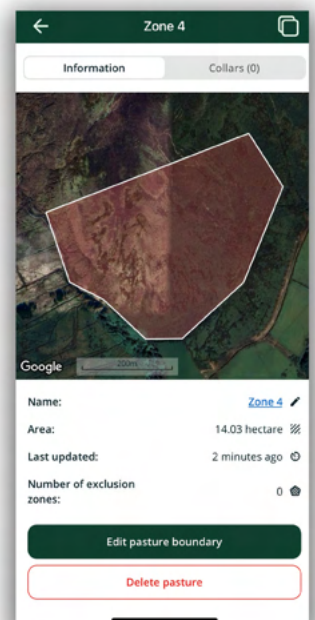 Zone 4
Information Collars (0)
Google 200m
Name: Zone 4
Area: 14.03 hectare
Last updated: 2 minutes ago
Number of exclusion
zones: 0
Edit pasture boundary
Delete pasture